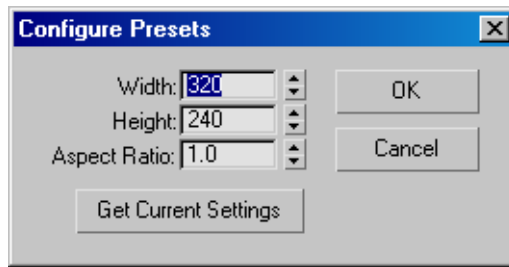 Configure Presets
Width: 320
OK
Height: 240
Aspect Ratio: 1.0
Cancel
Get Current Settings